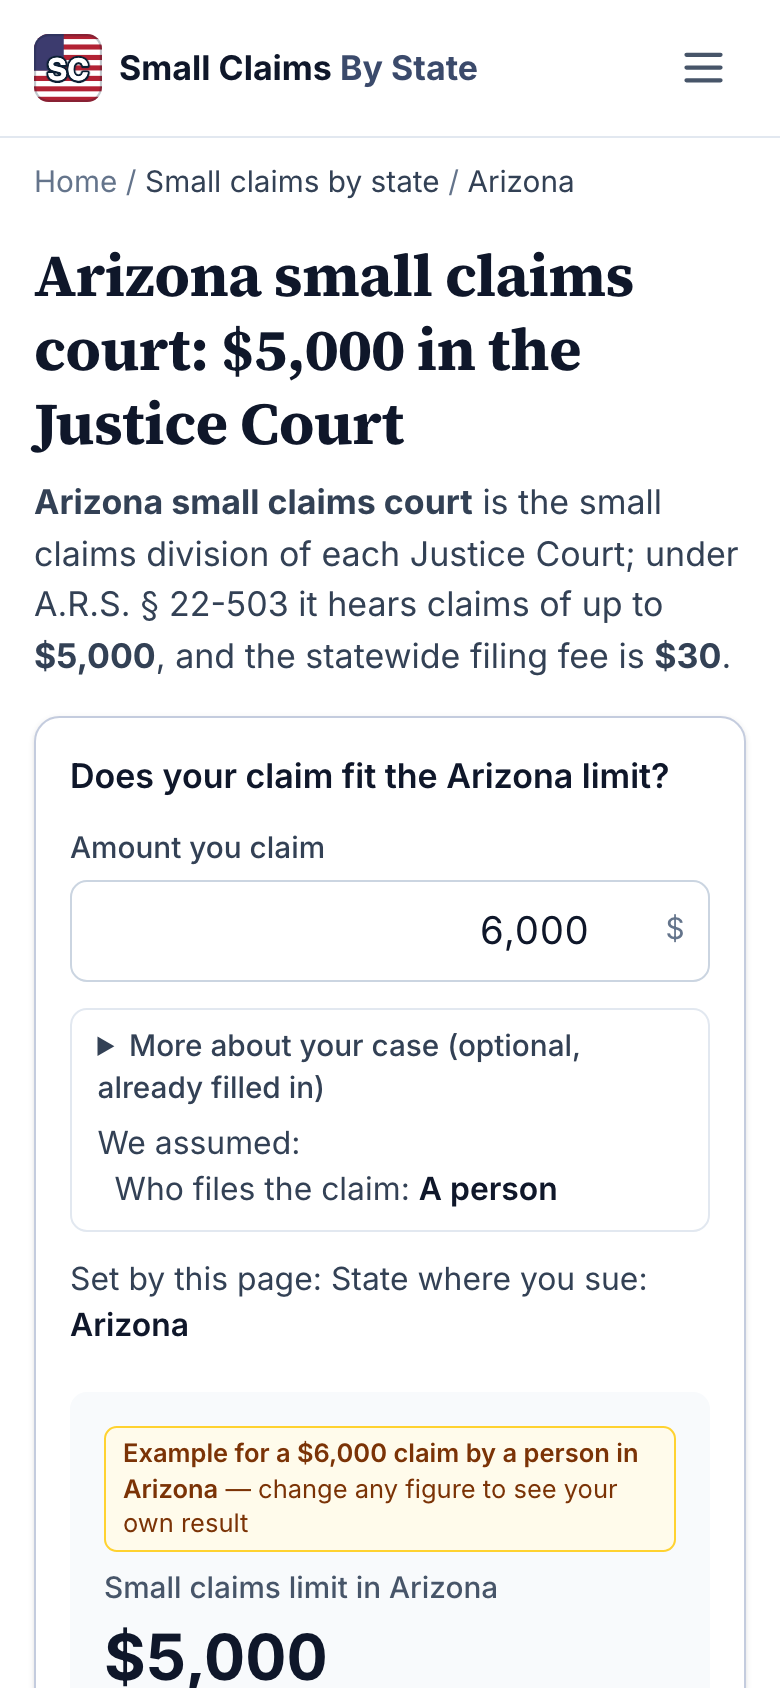 SC
Small Claims By State
Home / Small claims by state / Arizona
Arizona small claims
court: $5,000 in the
Justice Court
Arizona small claims court is the small
claims division of each Justice Court; under
A.R.S. § 22-503 it hears claims of up to
$5,000, and the statewide filing fee is $30.
Does your claim fit the Arizona limit?
Amount you claim
6,000 $
▶ More about your case (optional,
already filled in)
We assumed:
Who files the claim: A person
Set by this page: State where you sue:
Arizona
Example for a $6,000 claim by a person in
Arizona — change any figure to see your
own result
Small claims limit in Arizona
$5,000